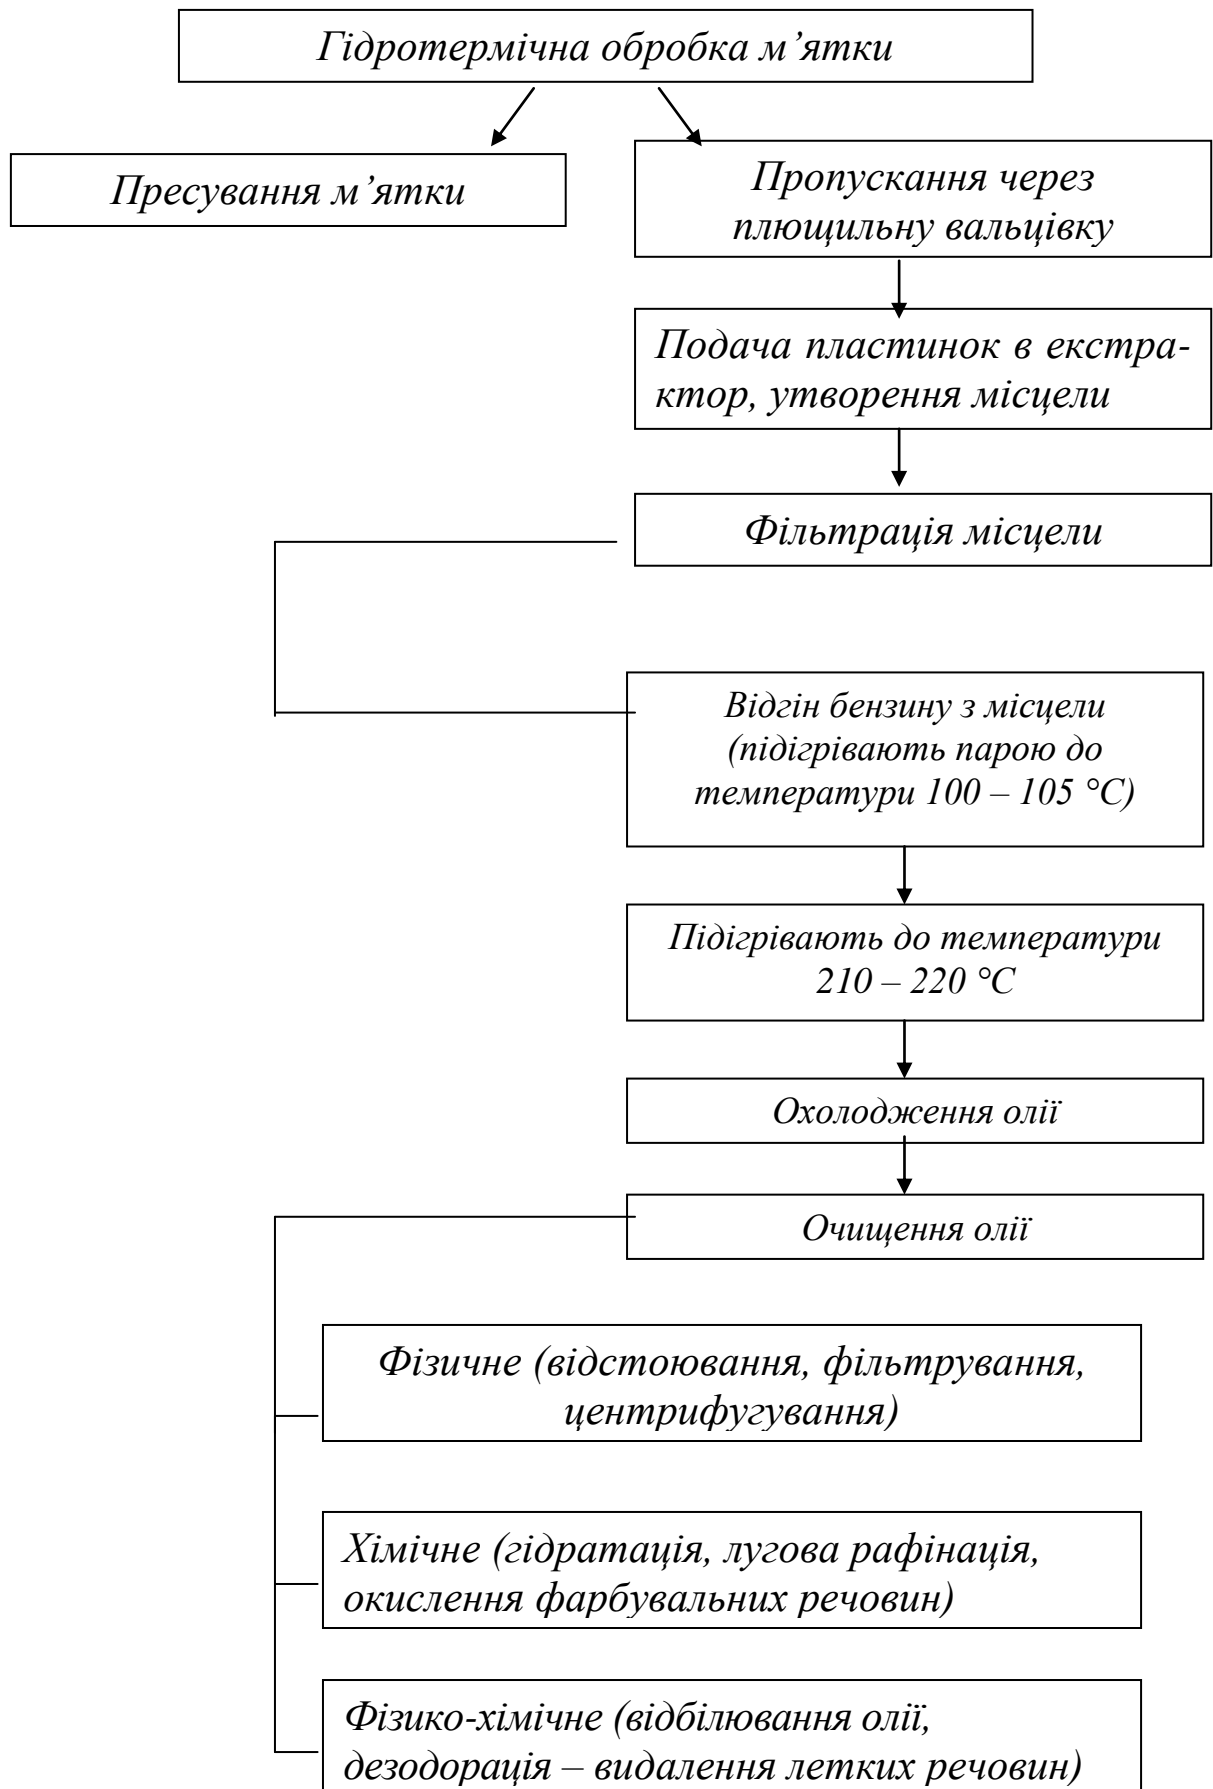 Гідротермічна обробка м’ятки
Пресування м’ятки
Пропускання через
плющильну вальцівку
Подача пластинок в екстра-
ктор, утворення місцели
Фільтрація місцели
Відгін бензину з місцели
(підігрівають парою до
температури 100 – 105 °С)
Підігрівають до температури
210 – 220 °С
Охолодження олії
Очищення олії
Фізичне (відстоювання, фільтрування,
центрифугування)
Хімічне (гідратація, лугова рафінація,
окислення фарбувальних речовин)
Фізико-хімічне (відбілювання олії,
дезодорація – видалення летких речовин)